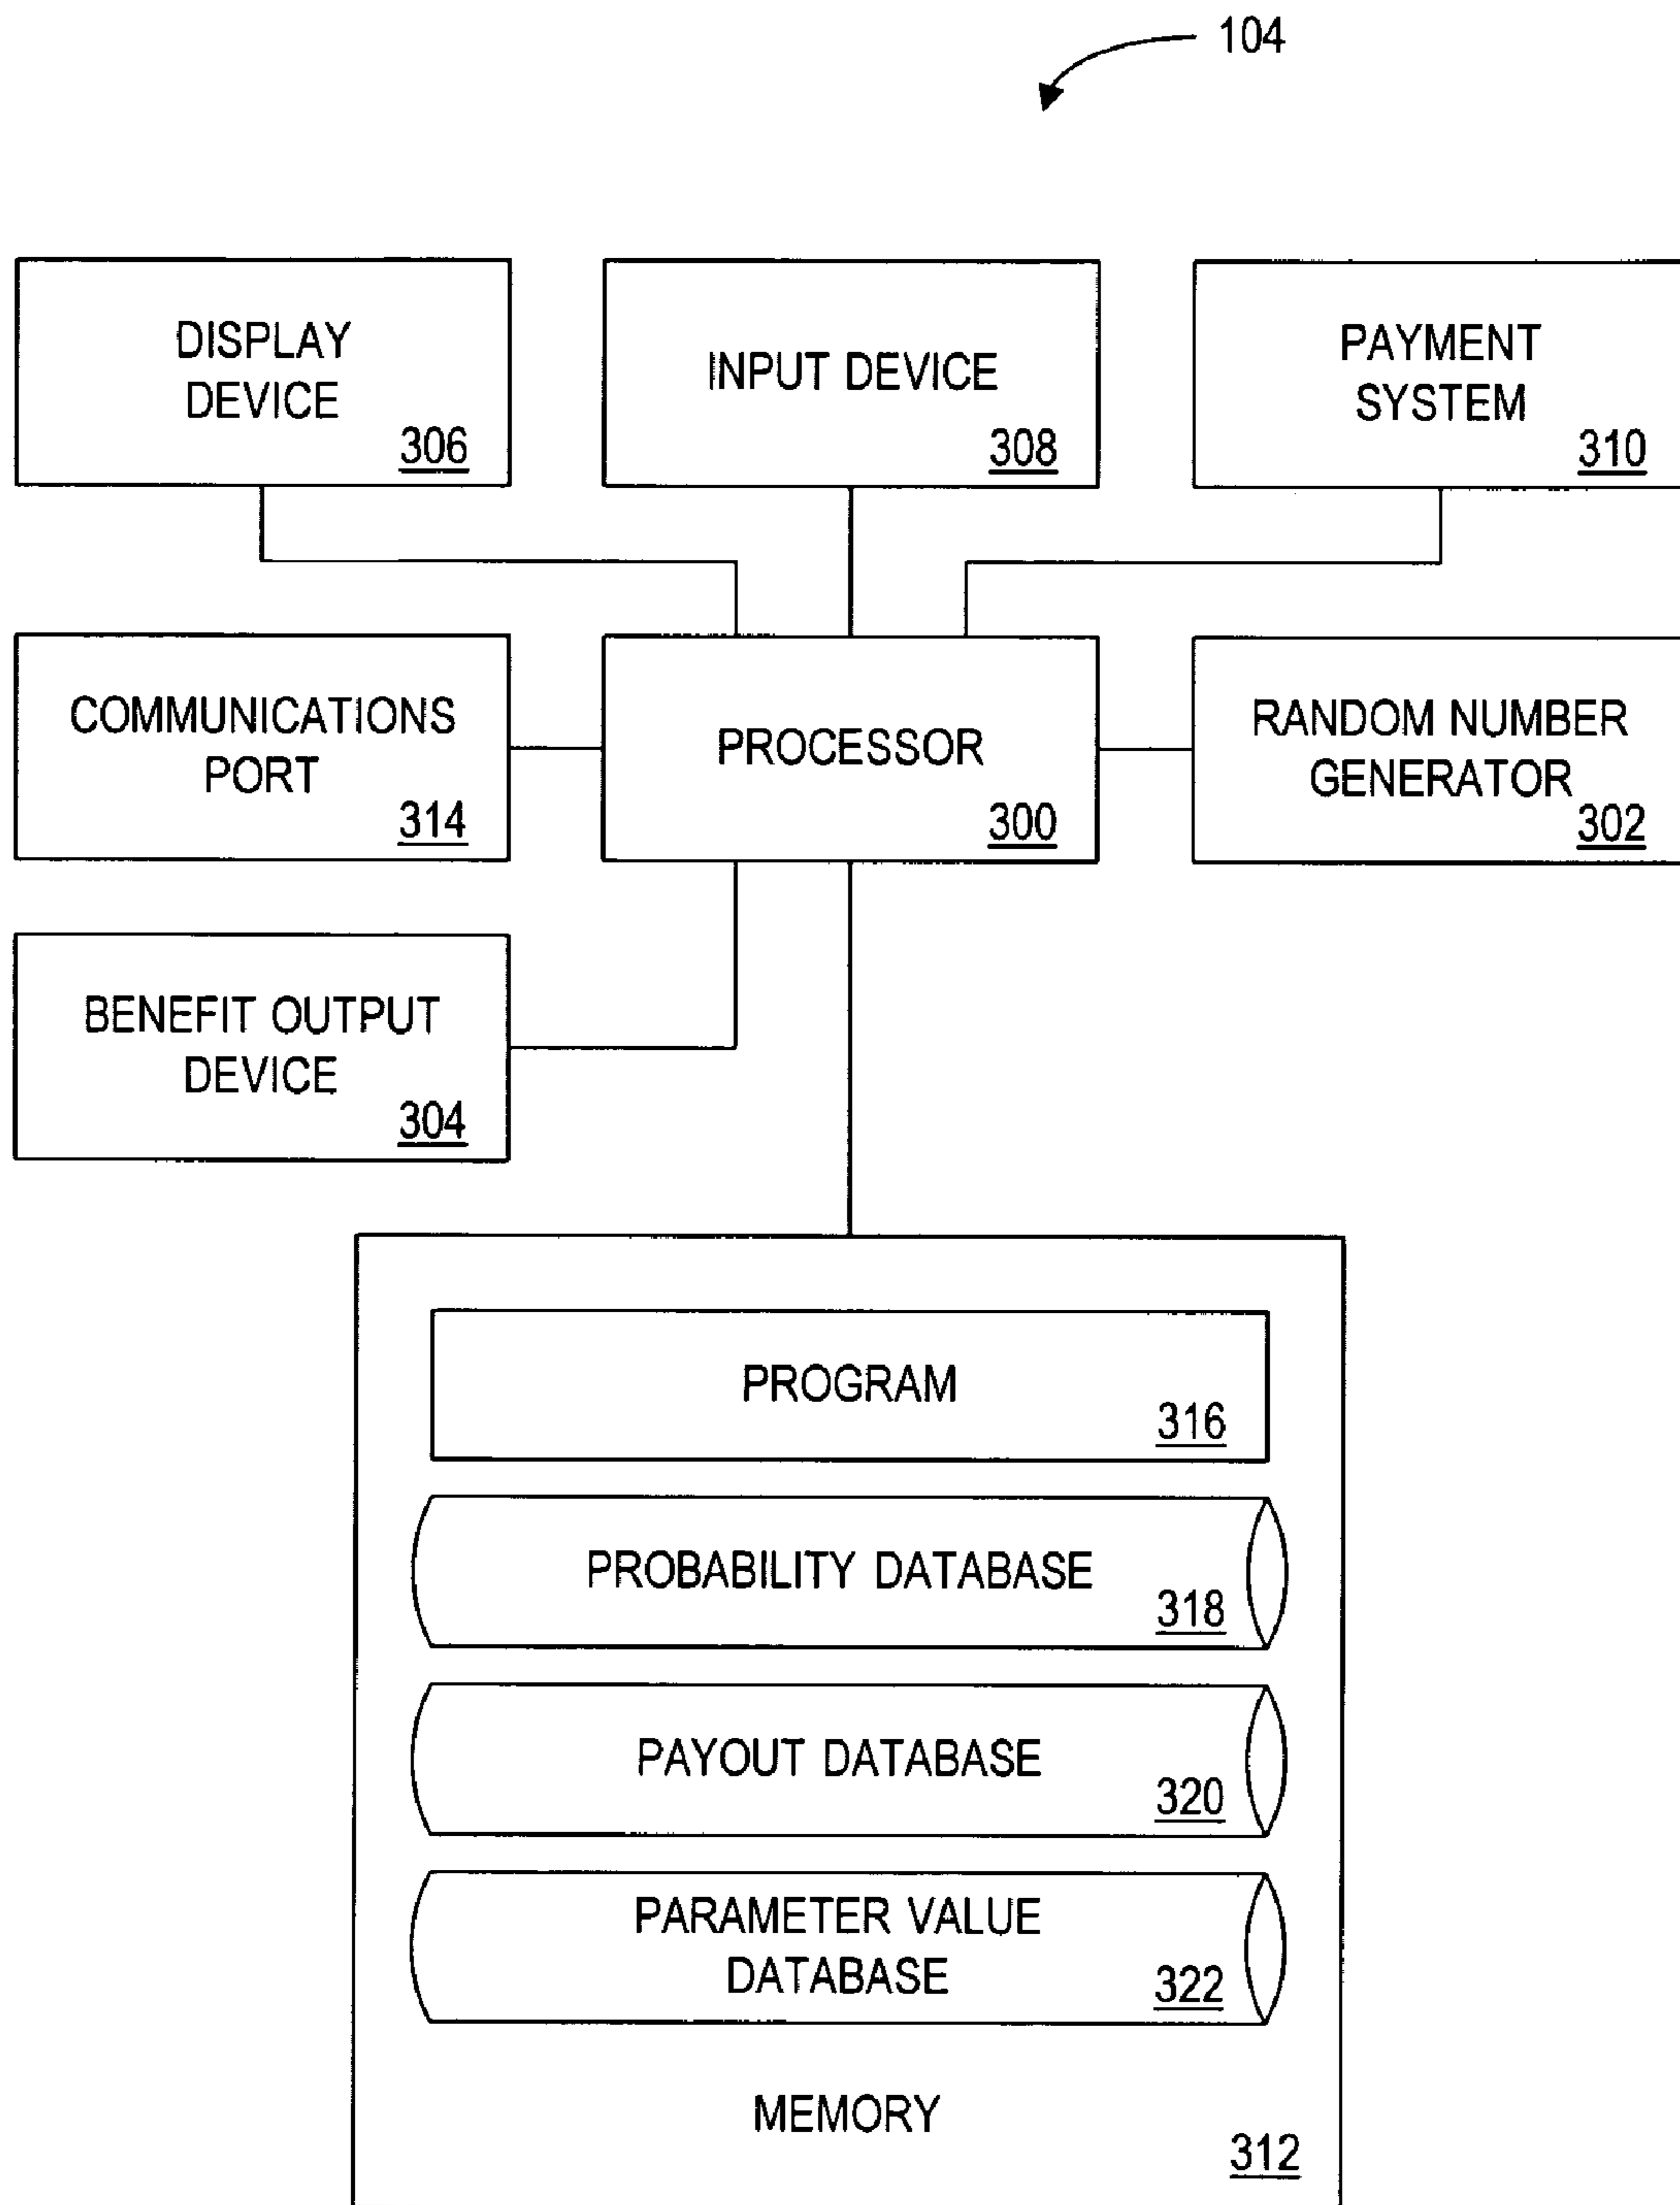 104
DISPLAY
DEVICE
306
INPUT DEVICE
308
PAYMENT
SYSTEM
310
COMMUNICATIONS
PORT
314
PROCESSOR
300
RANDOM NUMBER
GENERATOR
302
BENEFIT OUTPUT
DEVICE
304
PROGRAM
316
PROBABILITY DATABASE
318
PAYOUT DATABASE
320
PARAMETER VALUE
DATABASE
322
MEMORY
312